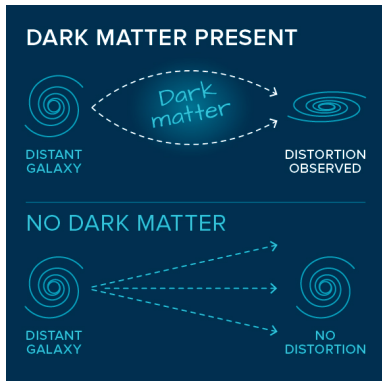 DARK MATTER PRESENT
Dark
matter
DISTANT
GALAXY
DISTORTION
OBSERVED
NO DARK MATTER
DISTANT
GALAXY
NO
DISTORTION